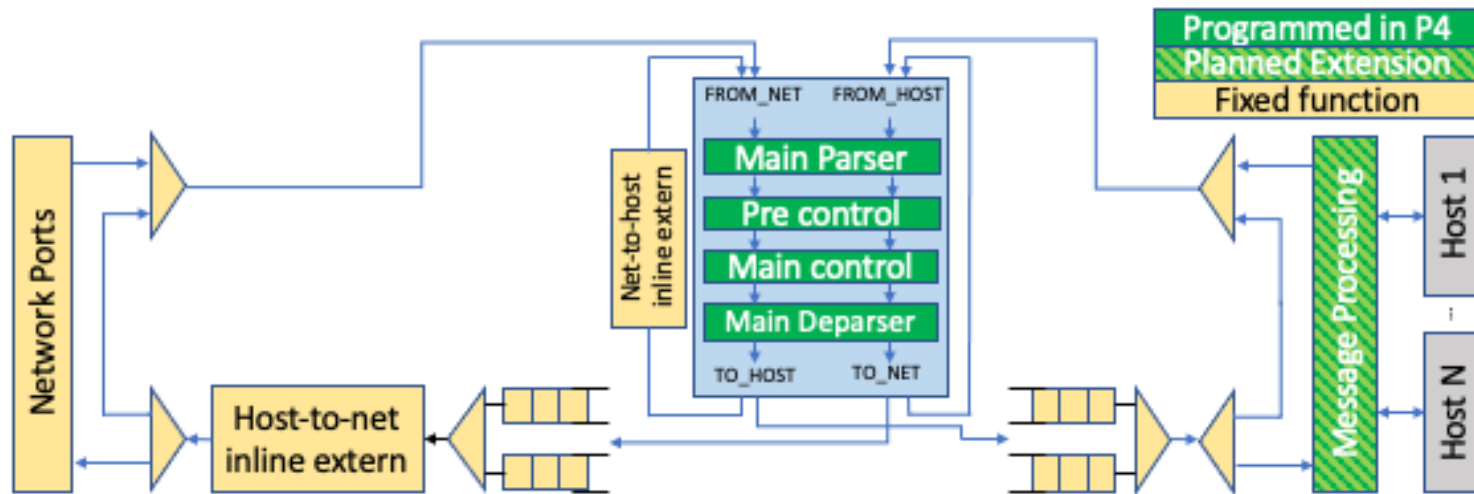 Programmed in P4
Planned Extension
Fixed function
FROM_NET FROM_HOST
Main Parser
Pre control
Main control
Main Deparser
TO_HOST TO_NET
Net-to-host
inline extern
Network Ports
Host-to-net
inline extern
Message Processing
Host 1
...
Host N